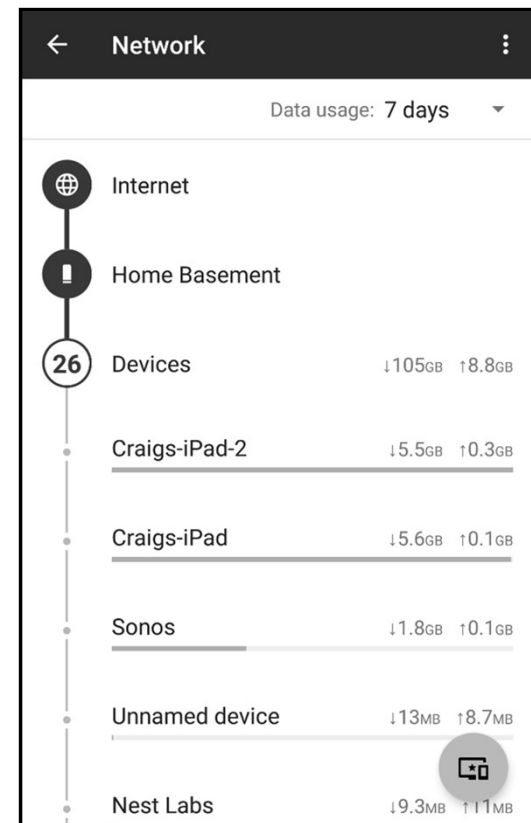 Network
Data usage: 7 days
Internet
Home Basement
26 Devices ↓105GB ↑8.8GB
Craigs-iPad-2 ↓5.5GB ↑0.3GB
Craigs-iPad ↓5.6GB ↑0.1GB
Sonos ↓1.8GB ↑0.1GB
Unnamed device ↓13MB ↑8.7MB
Nest Labs ↓9.3MB